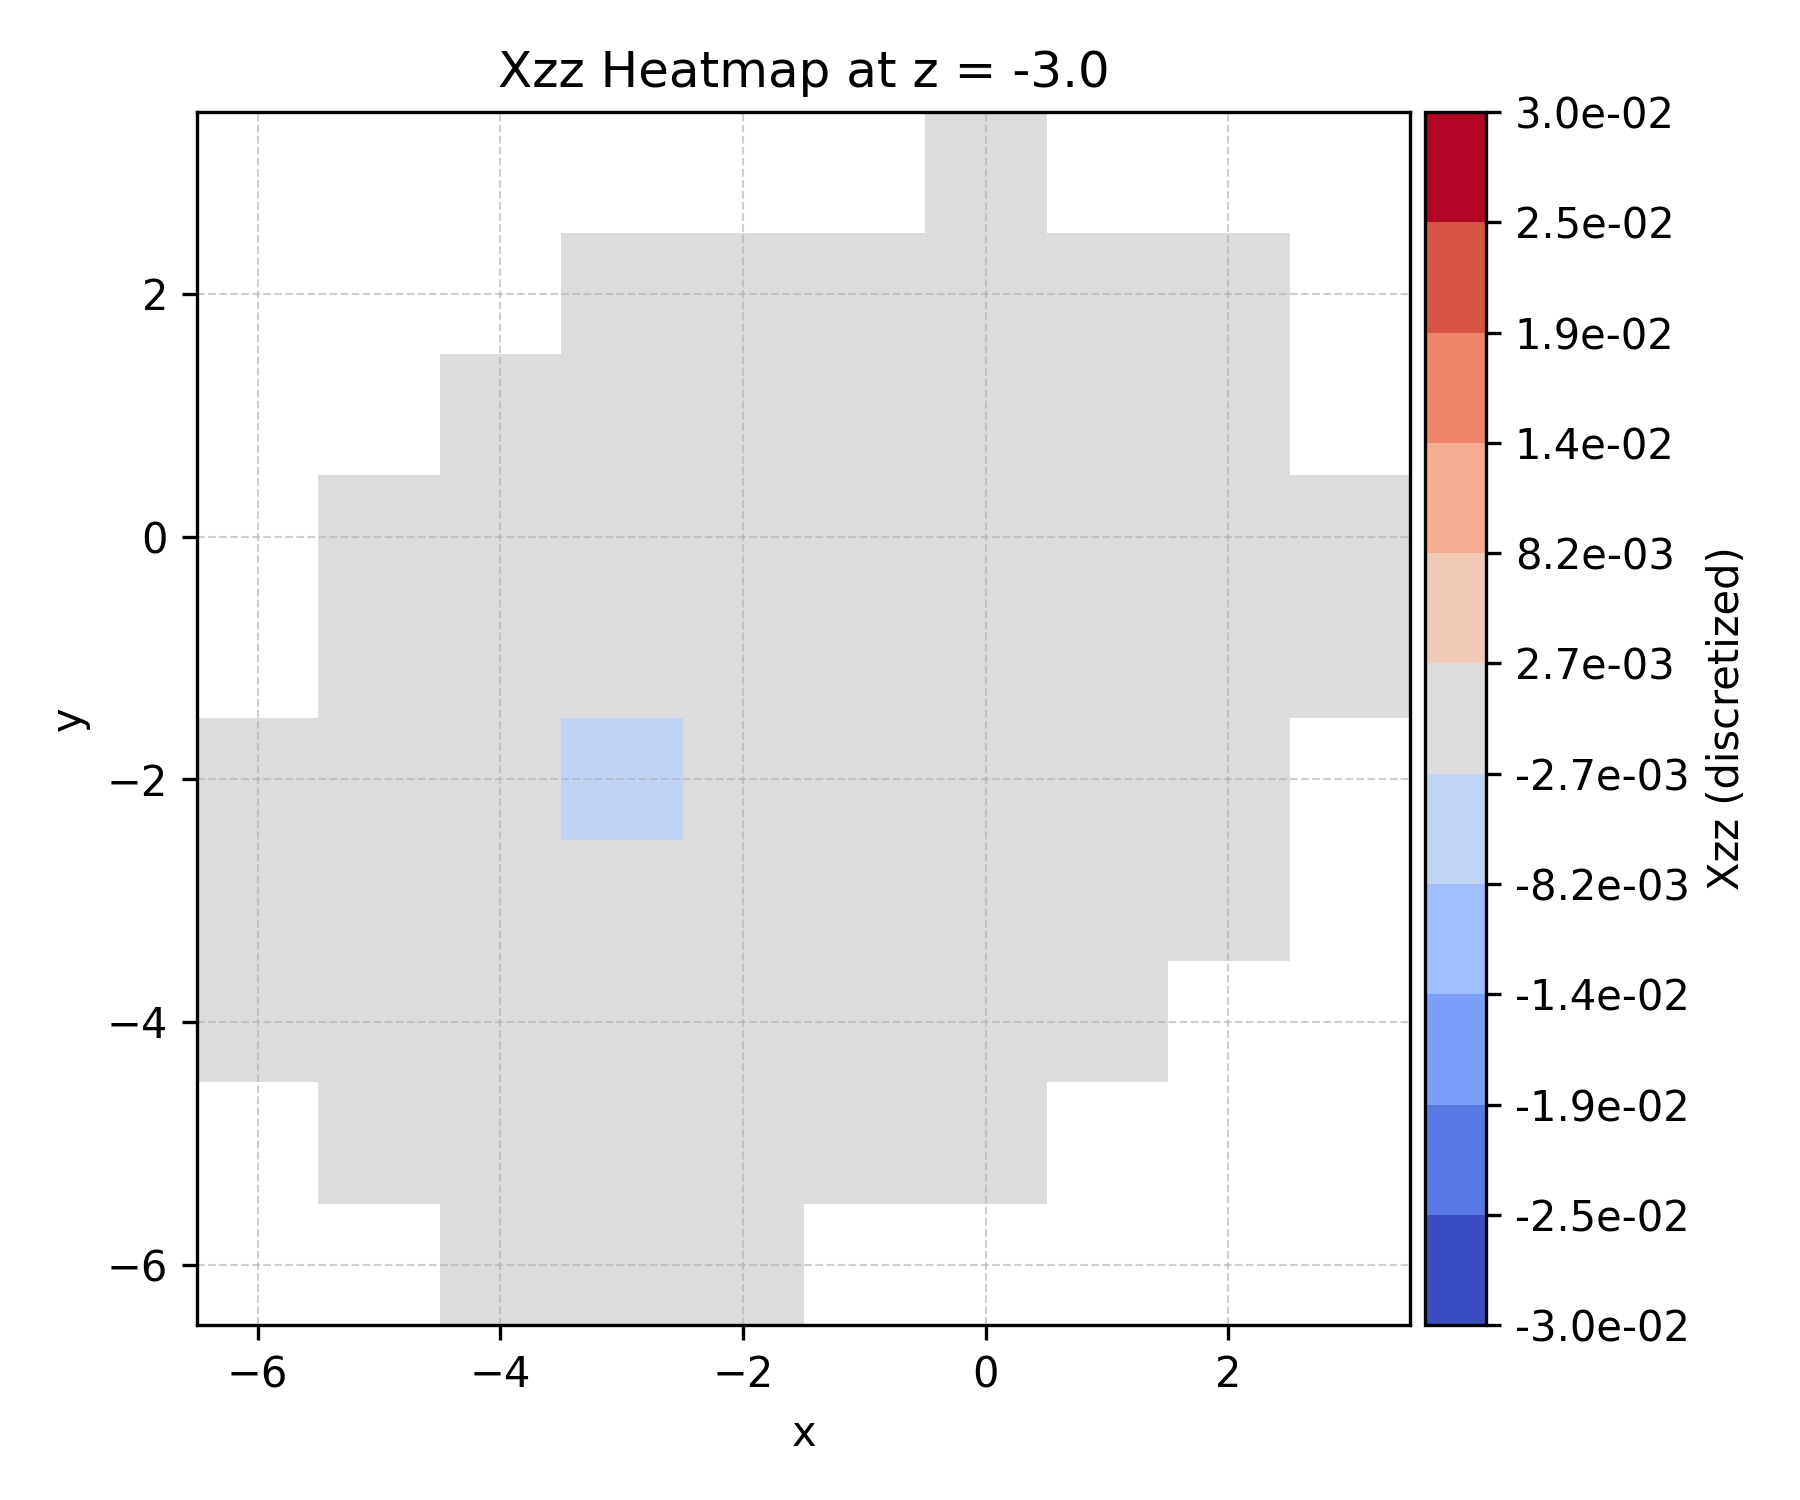 Xzz Heatmap at z = -3.0
2
0
−2
−4
−6
y
−6
−4
−2
0
2
x
3.0e-02
2.5e-02
1.9e-02
1.4e-02
8.2e-03
2.7e-03
-2.7e-03
-8.2e-03
-1.4e-02
-1.9e-02
-2.5e-02
-3.0e-02
Xzz (discretized)